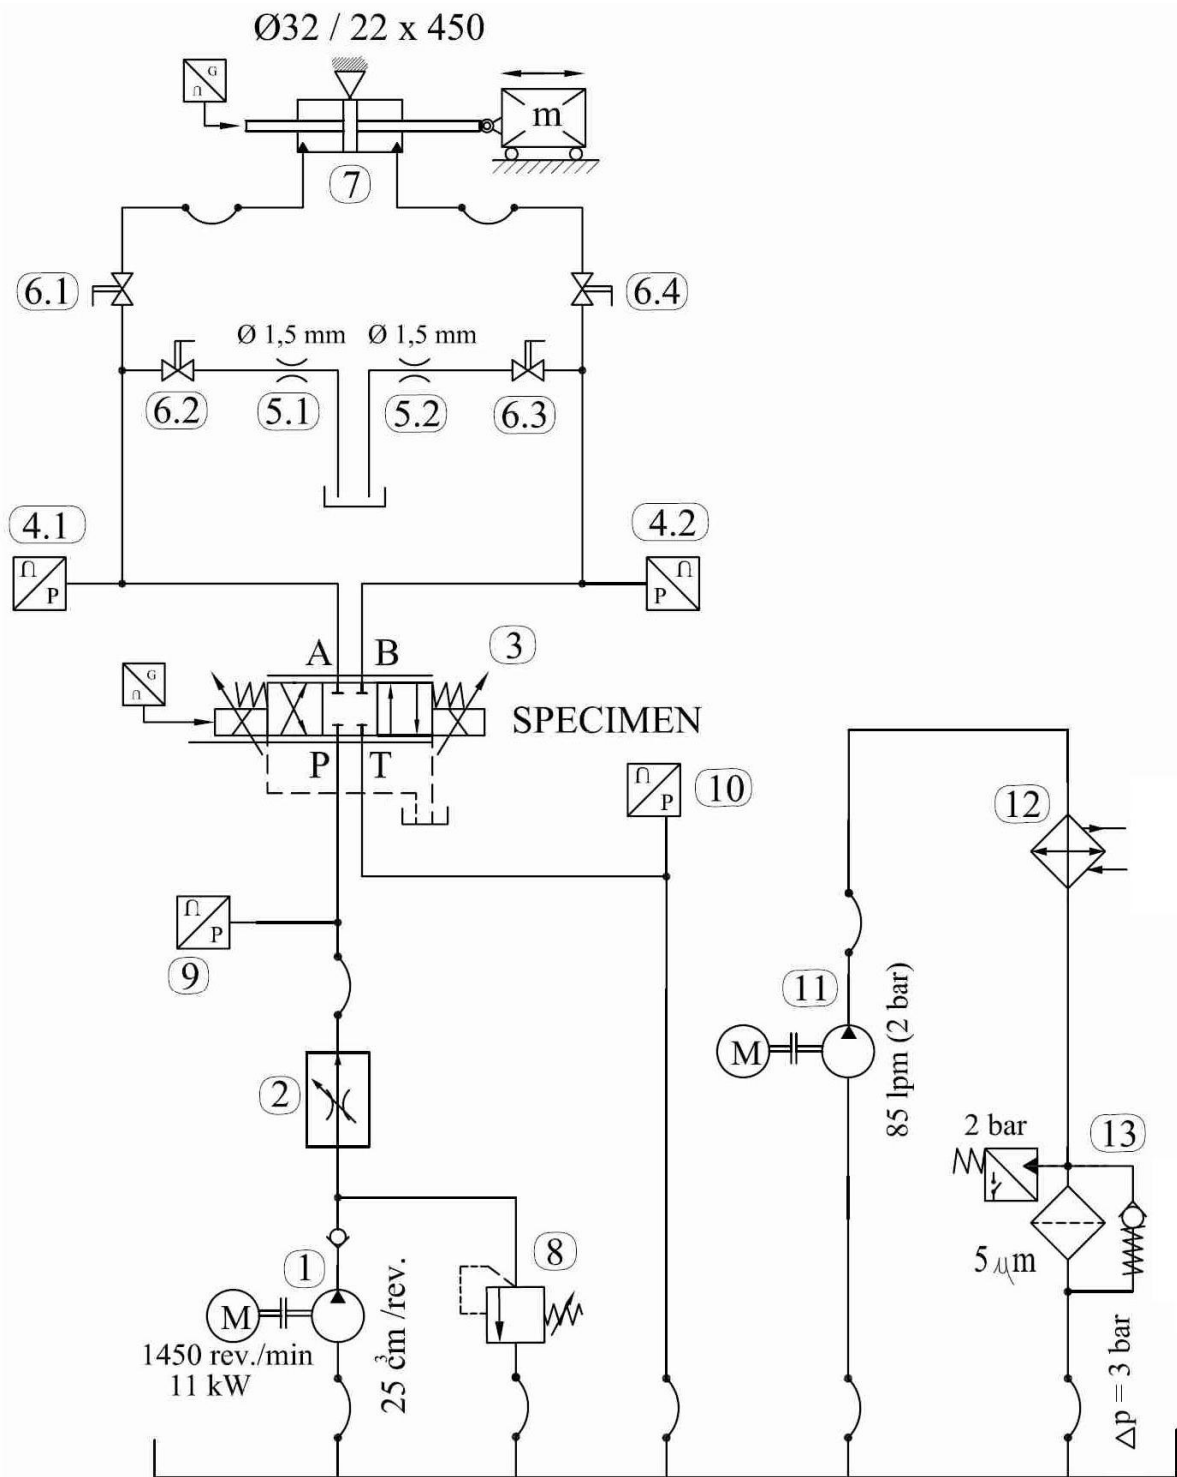 Ø32 / 22 x 450
G
∩
m
7
6.1
6.4
Ø 1,5 mm Ø 1,5 mm
6.2
5.1
5.2
6.3
4.1
4.2
∩
P
∩
P
A B
3
G
∩
SPECIMEN
P T
∩
P
10
12
∩
P
9
11
M
85 lpm (2 bar)
2
2 bar
13
5 μm
Δp = 3 bar
8
1
M
1450 rev./min
11 kW
25 cm³/rev.